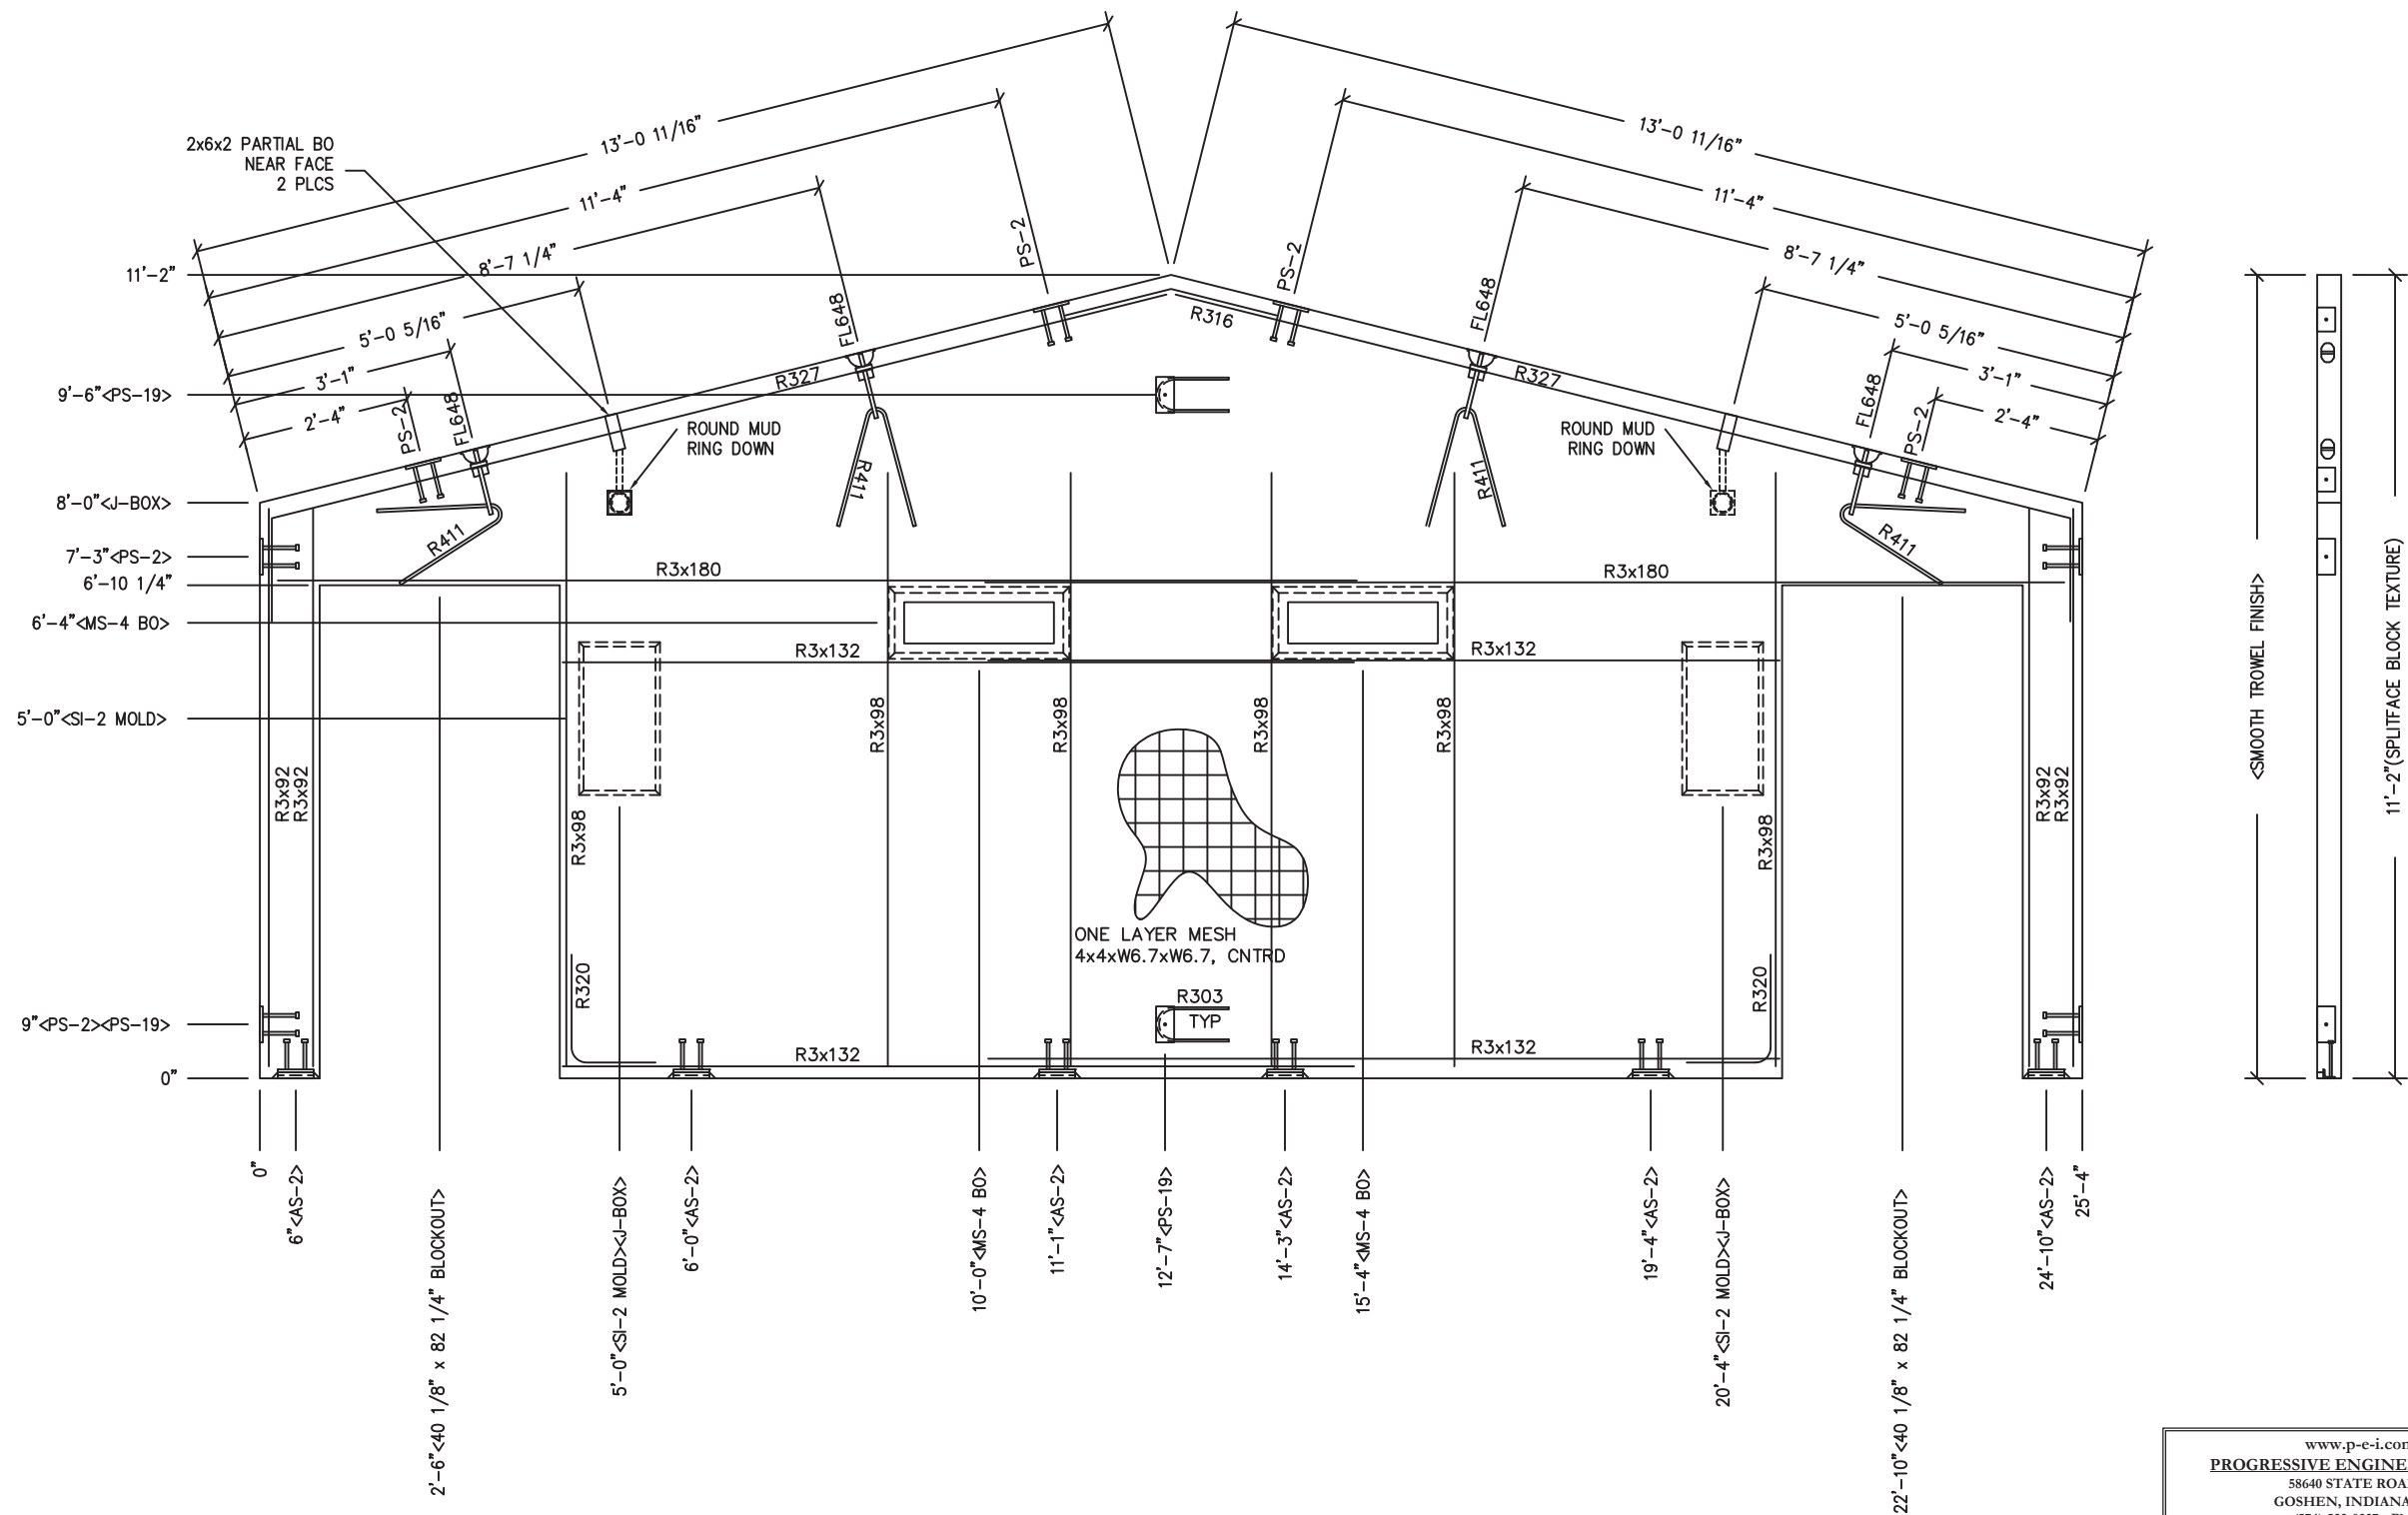 13'-0 11/16"
13'-0 11/16"
2x6x2 PARTIAL BO
NEAR FACE
2 PLCS
11'-4"
11'-4"
8'-7 1/4"
8'-7 1/4"
PS-2
PS-2
11'-2"
5'-0 5/16"
5'-0 5/16"
FL648
FL648
R316
3'-1"
3'-1"
R327
R327
9'-6"<PS-19>
2'-4"
2'-4"
PS-2
FL648
FL648
PS-2
ROUND MUD
RING DOWN
ROUND MUD
RING DOWN
R411
R411
8'-0"<J-BOX>
R411
R411
7'-3"<PS-2>
6'-10 1/4"
R3x180
R3x180
6'-4"<MS-4 BO>
R3x132
R3x132
5'-0"<SI-2 MOLD>
R3x98
R3x98
R3x98
R3x98
R3x92
R3x92
R3x92
R3x92
R3x98
R3x98
<SMOOTH TROWEL FINISH>
11'-2"(SPLITFACE BLOCK TEXTURE)
ONE LAYER MESH
4x4xW6.7xW6.7, CNTRD
R320
R320
R303
TYP
9"<PS-2><PS-19>
R3x132
R3x132
0"
0"
6"<AS-2>
2'-6"<40 1/8" x 82 1/4" BLOCKOUT>
5'-0"<SI-2 MOLD><J-BOX>
6'-0"<AS-2>
10'-0"<MS-4 BO>
11'-1"<AS-2>
12'-7"<PS-19>
14'-3"<AS-2>
15'-4"<MS-4 BO>
19'-4"<AS-2>
20'-4"<SI-2 MOLD><J-BOX>
22'-10"<40 1/8" x 82 1/4" BLOCKOUT>
24'-10"<AS-2>
25'-4"
www.p-e-i.com
PROGRESSIVE ENGINE
58640 STATE ROA
GOSHEN, INDIANA